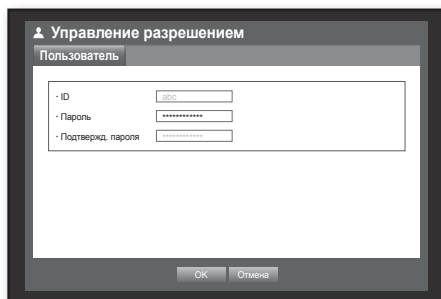 Управление разрешением
Пользователь
· ID abc
· Пароль ************
· Подтвержд. пароля ************
OK Отмена